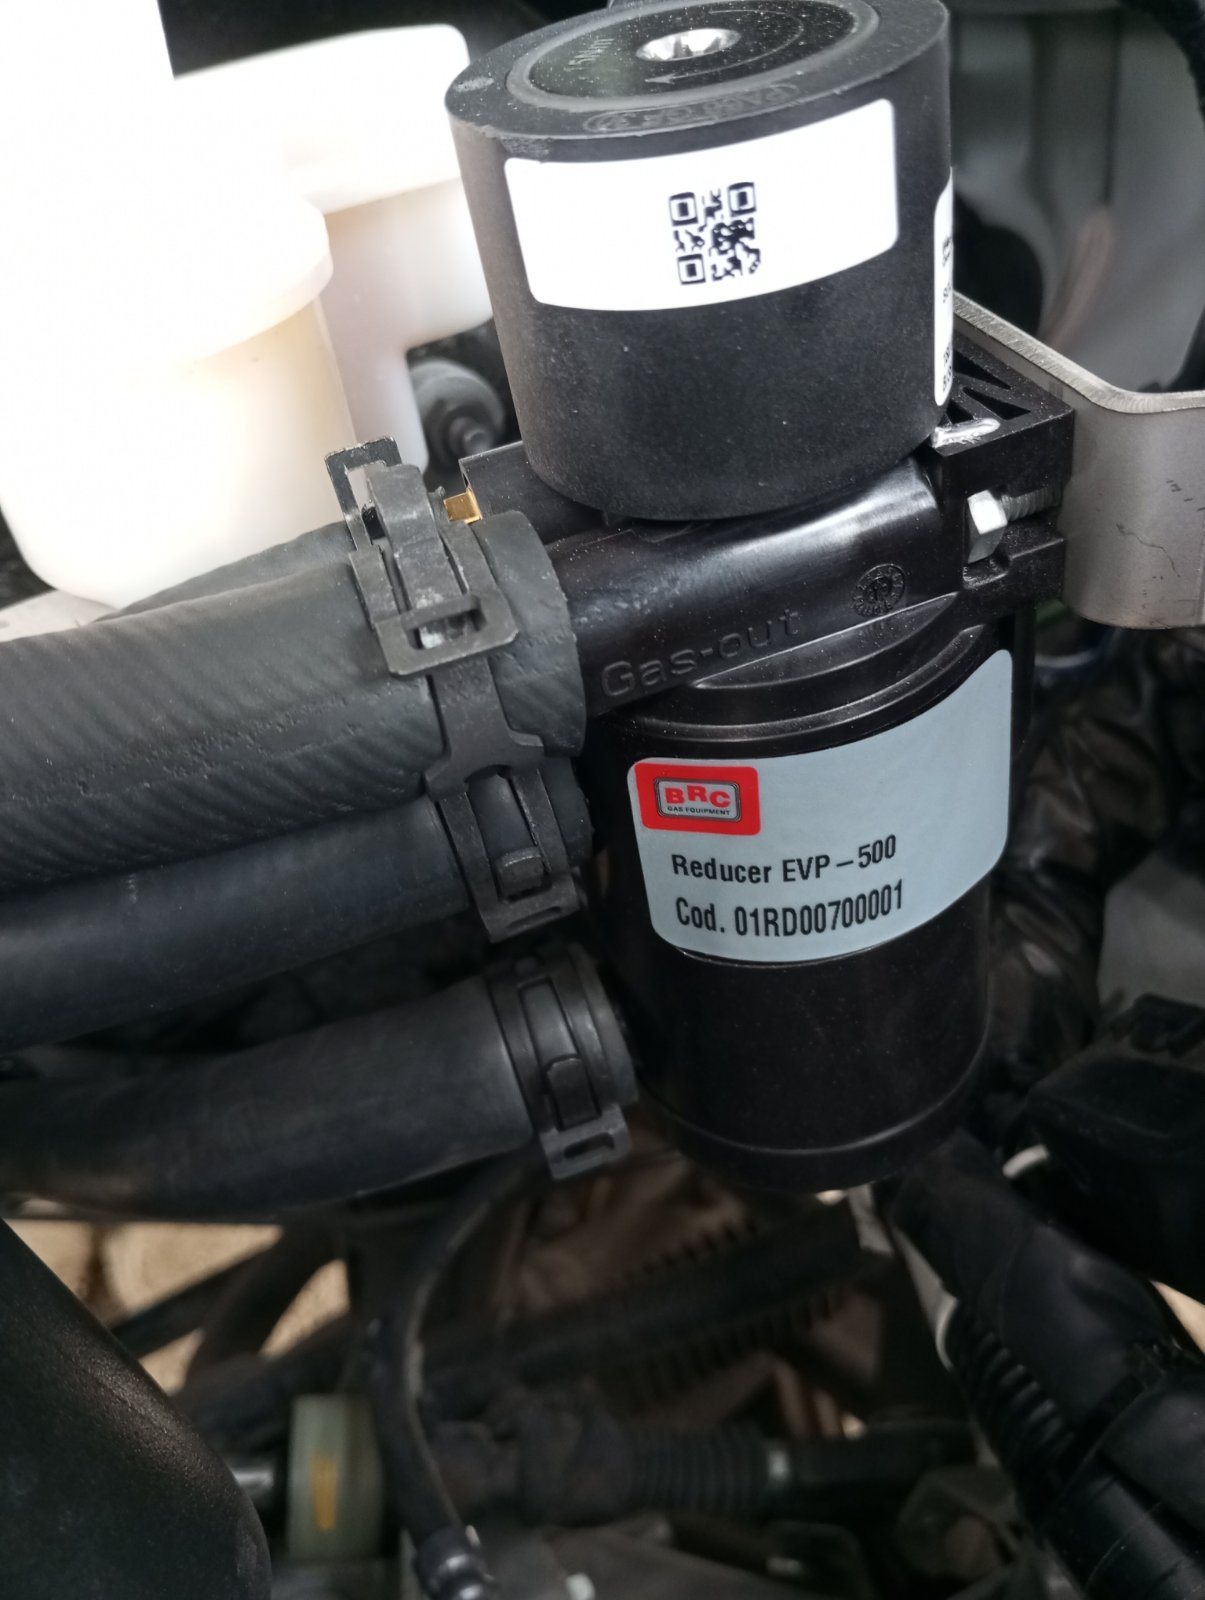 Gas-out
BRC
GAS EQUIPMENT
Reducer EVP-500
Cod. 01RD00700001